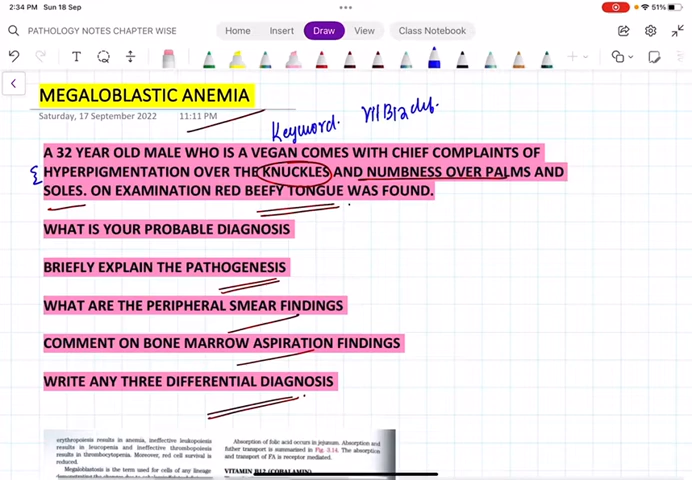 2:34 PM Sun 18 Sep
51%
PATHOLOGY NOTES CHAPTER WISE
Home Insert Draw View Class Notebook
MEGALOBLASTIC ANEMIA
Saturday, 17 September 2022 11:11 PM
Keyword. Vit B12 def.
A 32 YEAR OLD MALE WHO IS A VEGAN COMES WITH CHIEF COMPLAINTS OF
HYPERPIGMENTATION OVER THE KNUCKLES AND NUMBNESS OVER PALMS AND
SOLES. ON EXAMINATION RED BEEFY TONGUE WAS FOUND.
WHAT IS YOUR PROBABLE DIAGNOSIS
BRIEFLY EXPLAIN THE PATHOGENESIS
WHAT ARE THE PERIPHERAL SMEAR FINDINGS
COMMENT ON BONE MARROW ASPIRATION FINDINGS
WRITE ANY THREE DIFFERENTIAL DIAGNOSIS
erythropoiesis results in anemia, ineffective leukopoiesis
results in leucopenia and ineffective thrombopoiesis
results in thrombocytopenia. Moreover, red cell survival is
reduced.
Megaloblastosis is the term used for cells of any lineage
Absorption of folic acid occurs in jejunum. Absorption and
further transport is summarized in Fig. 3.14. The absorption
and transport of FA is receptor mediated.
VITAMIN B12 (COBALAMIN)